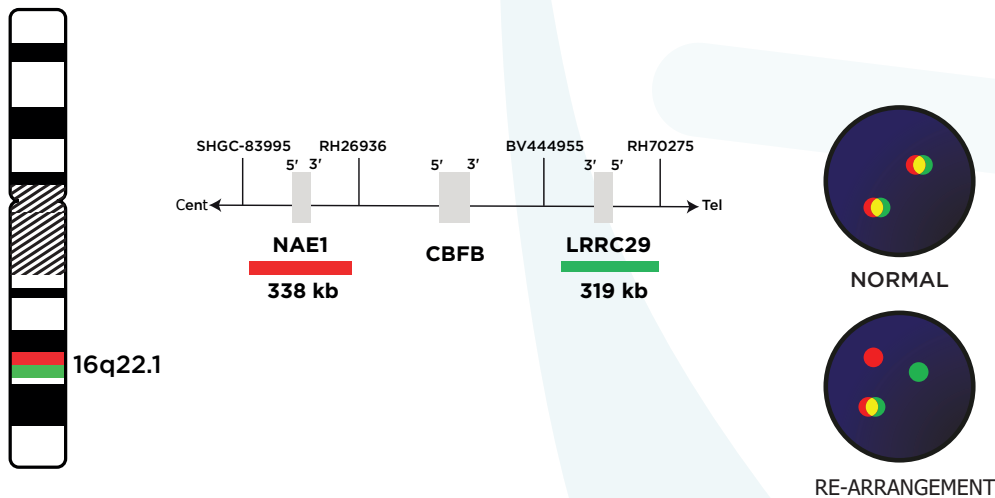 SHGC-83995 RH26936 BV444955 RH70275
5' 3' 5' 3' 3' 5'
Cent Tel
NAE1 CBFB LRRC29
338 kb 319 kb
16q22.1
NORMAL
RE-ARRANGEMENT